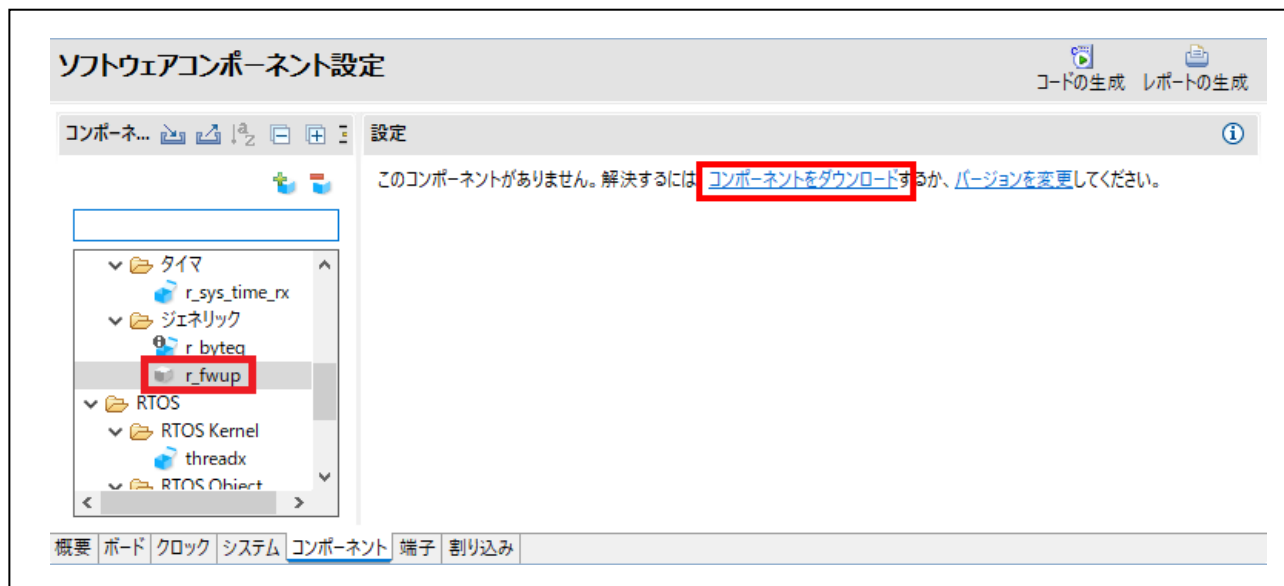 ソフトウェアコンポーネント設定
コードの生成 レポートの生成
コンポーネ...
設定
このコンポーネントがありません。解決するには コンポーネントをダウンロードするか、バージョンを変更してください。
タイマ
r_sys_time_rx
ジェネリック
r_byteq
r_fwup
RTOS
RTOS Kernel
threadx
RTOS Object
概要 ボード クロック システム コンポーネント 端子 割り込み